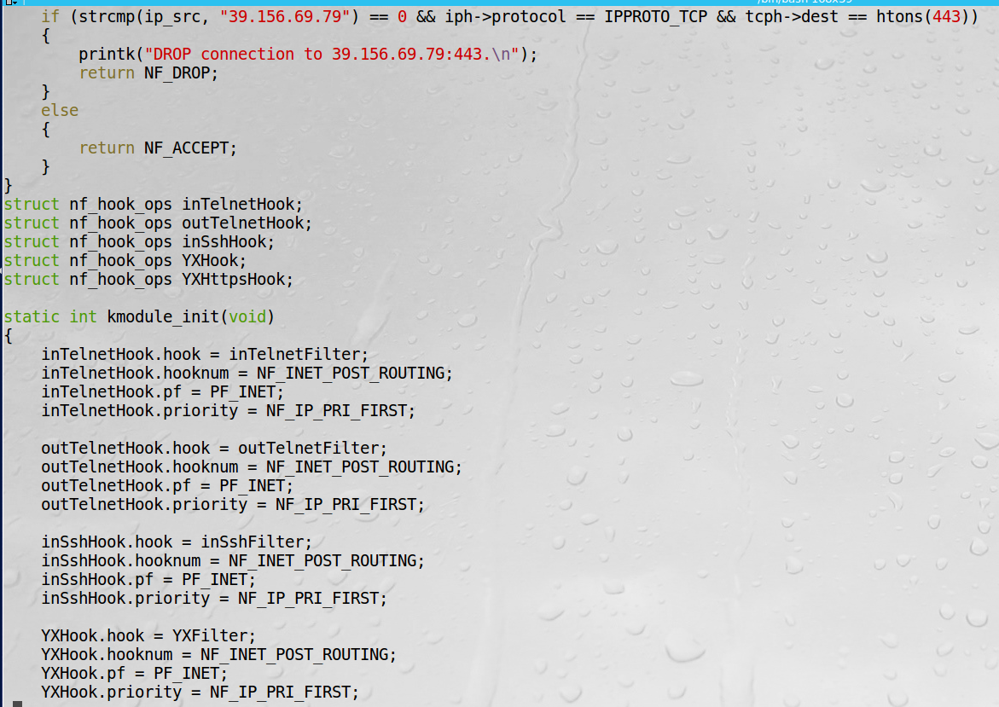 if (strcmp(ip_src, "39.156.69.79") == 0 && iph->protocol == IPPROTO_TCP && tcph->dest == htons(443))
{
printk("DROP connection to 39.156.69.79:443.\n");
return NF_DROP;
}
else
{
return NF_ACCEPT;
}
}
struct nf_hook_ops inTelnetHook;
struct nf_hook_ops outTelnetHook;
struct nf_hook_ops inSshHook;
struct nf_hook_ops YXHook;
struct nf_hook_ops YXHttpsHook;
static int kmodule_init(void)
{
inTelnetHook.hook = inTelnetFilter;
inTelnetHook.hooknum = NF_INET_POST_ROUTING;
inTelnetHook.pf = PF_INET;
inTelnetHook.priority = NF_IP_PRI_FIRST;
outTelnetHook.hook = outTelnetFilter;
outTelnetHook.hooknum = NF_INET_POST_ROUTING;
outTelnetHook.pf = PF_INET;
outTelnetHook.priority = NF_IP_PRI_FIRST;
inSshHook.hook = inSshFilter;
inSshHook.hooknum = NF_INET_POST_ROUTING;
inSshHook.pf = PF_INET;
inSshHook.priority = NF_IP_PRI_FIRST;
YXHook.hook = YXFilter;
YXHook.hooknum = NF_INET_POST_ROUTING;
YXHook.pf = PF_INET;
YXHook.priority = NF_IP_PRI_FIRST;